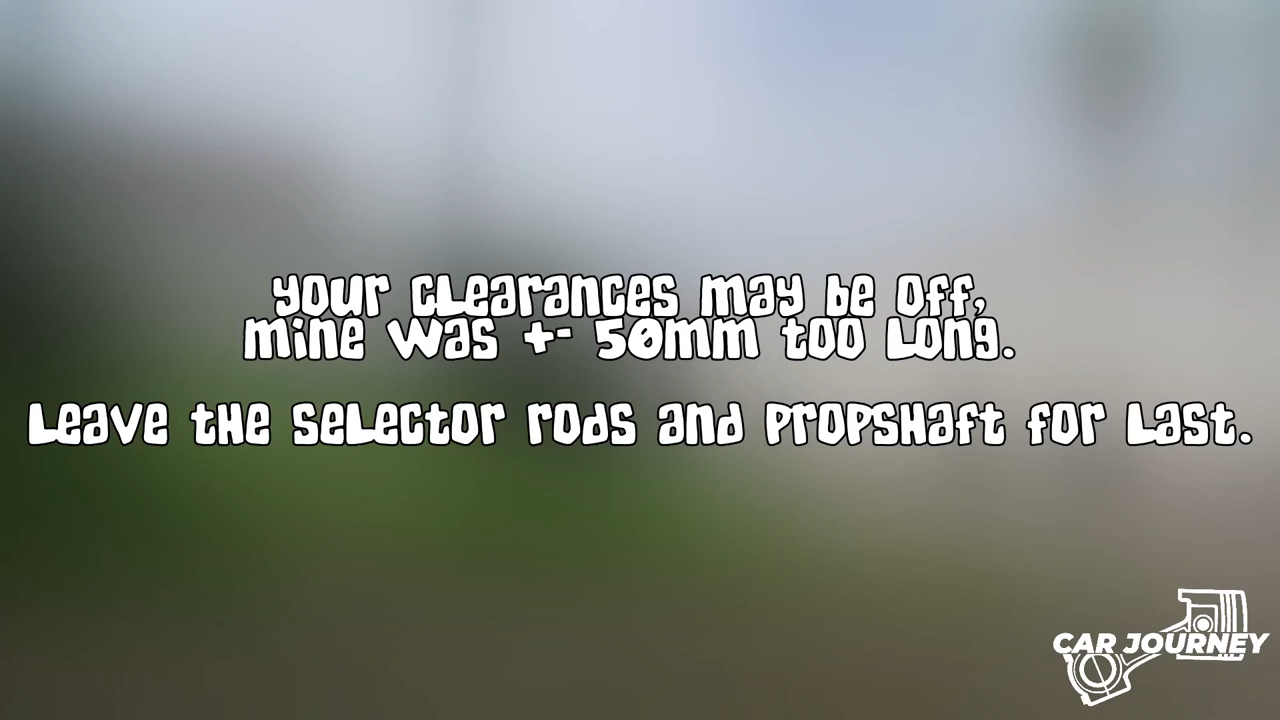 your clearances may be off,
mine was +- 50mm too long.
Leave the selector rods and propshaft for last.
CAR JOURNEY